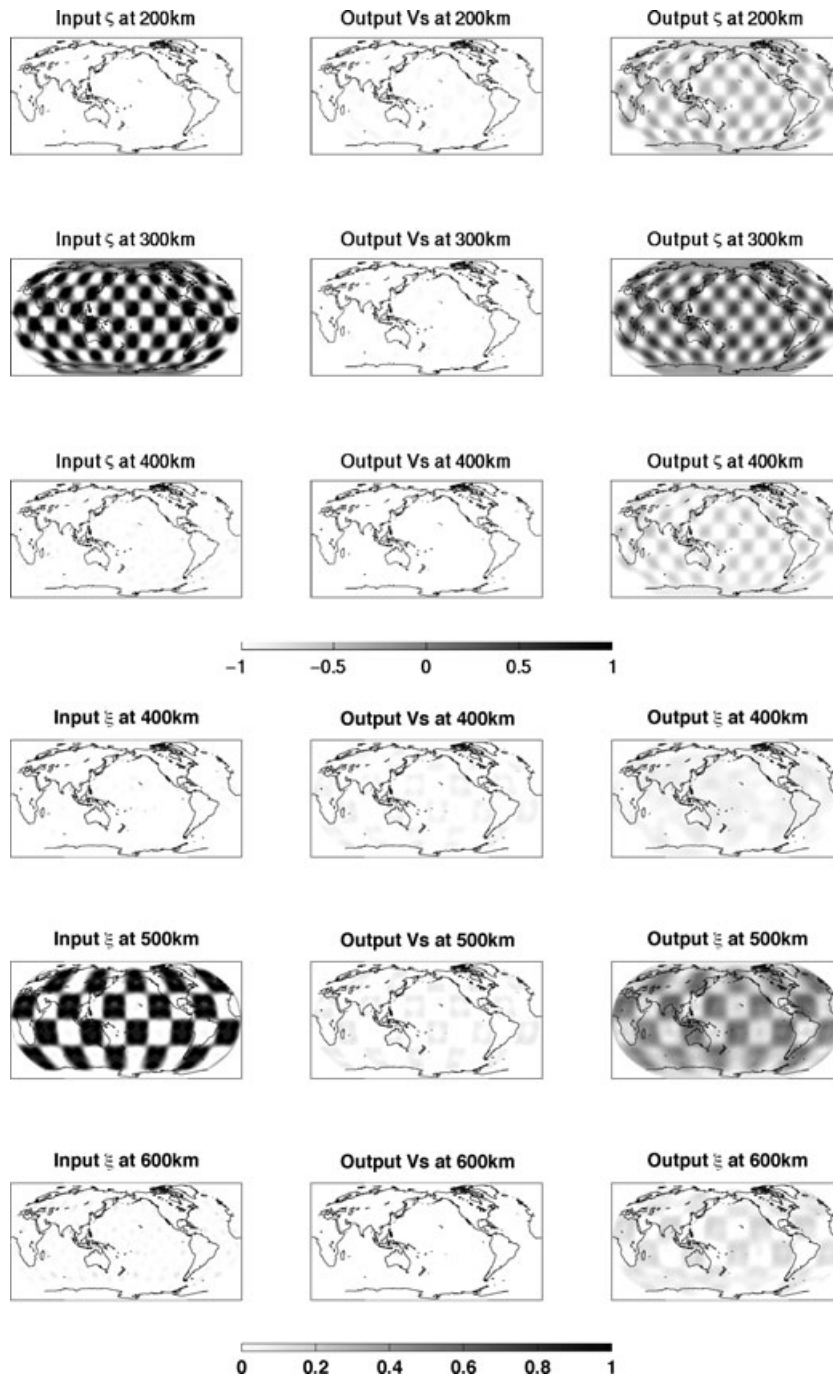 Input ς at 200km Output Vs at 200km Output ς at 200km
Input ς at 300km Output Vs at 300km Output ς at 300km
Input ς at 400km Output Vs at 400km Output ς at 400km
−1 −0.5 0 0.5 1
Input ξ at 400km Output Vs at 400km Output ξ at 400km
Input ξ at 500km Output Vs at 500km Output ξ at 500km
Input ξ at 600km Output Vs at 600km Output ξ at 600km
0 0.2 0.4 0.6 0.8 1